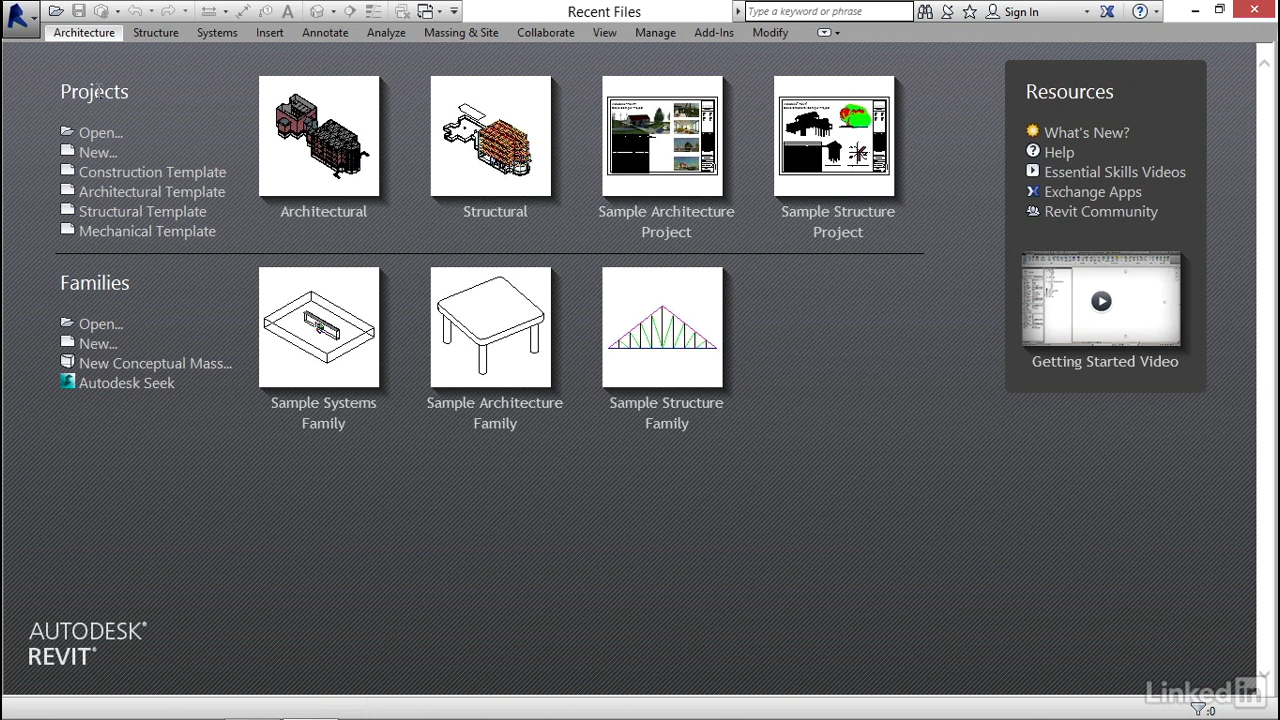 Recent Files
Type a keyword or phrase
Sign In
Architecture Structure Systems Insert Annotate Analyze Massing & Site Collaborate View Manage Add-Ins Modify
Projects
Open...
New...
Construction Template
Architectural Template
Structural Template
Mechanical Template
Architectural
Structural
Sample Architecture
Project
Sample Structure
Project
Families
Open...
New...
New Conceptual Mass...
Autodesk Seek
Sample Systems
Family
Sample Architecture
Family
Sample Structure
Family
Resources
What's New?
Help
Essential Skills Videos
Exchange Apps
Revit Community
Getting Started Video
AUTODESK®
REVIT®
Linked in
:0